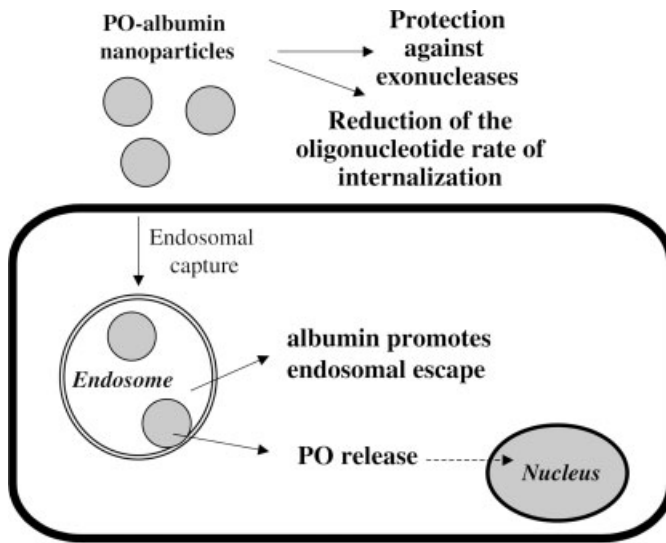 PO-albumin
nanoparticles
Protection
against
exonucleases
Reduction of the
oligonucleotide rate of
internalization
Endosomal
capture
Endosome
albumin promotes
endosomal escape
PO release
Nucleus